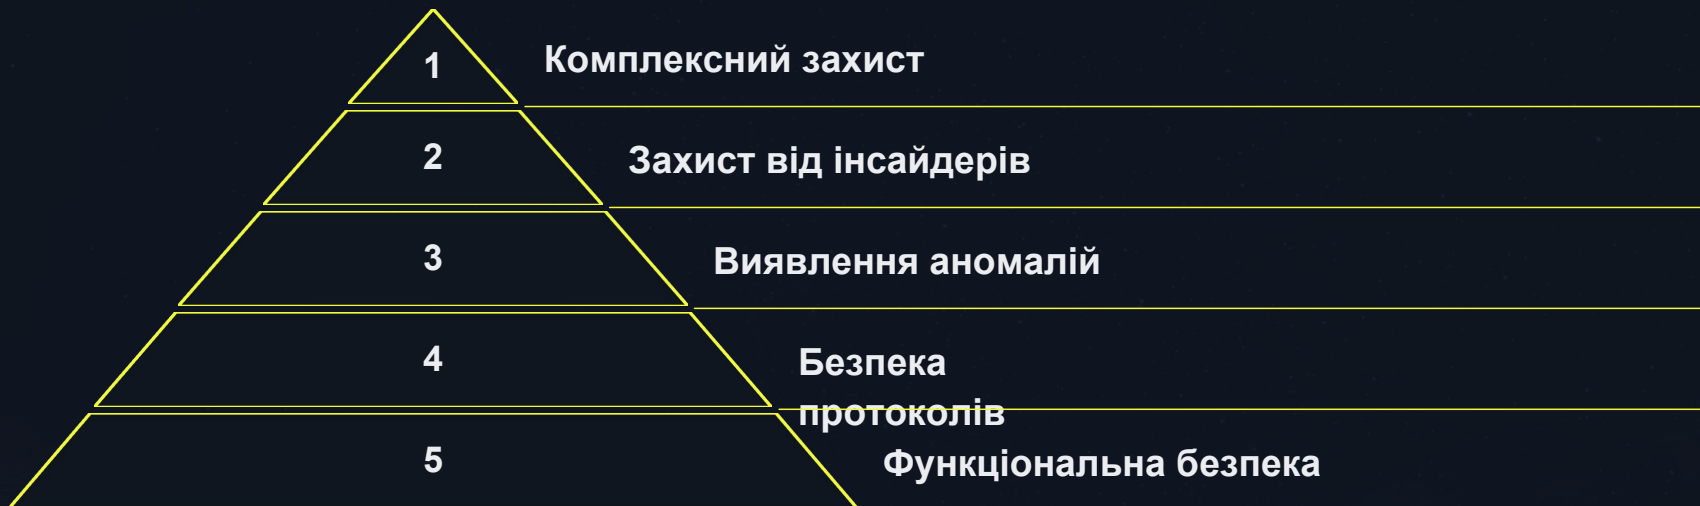 1 Комплексний захист
2 Захист від інсайдерів
3 Виявлення аномалій
4 Безпека
протоколів
5 Функціональна безпека